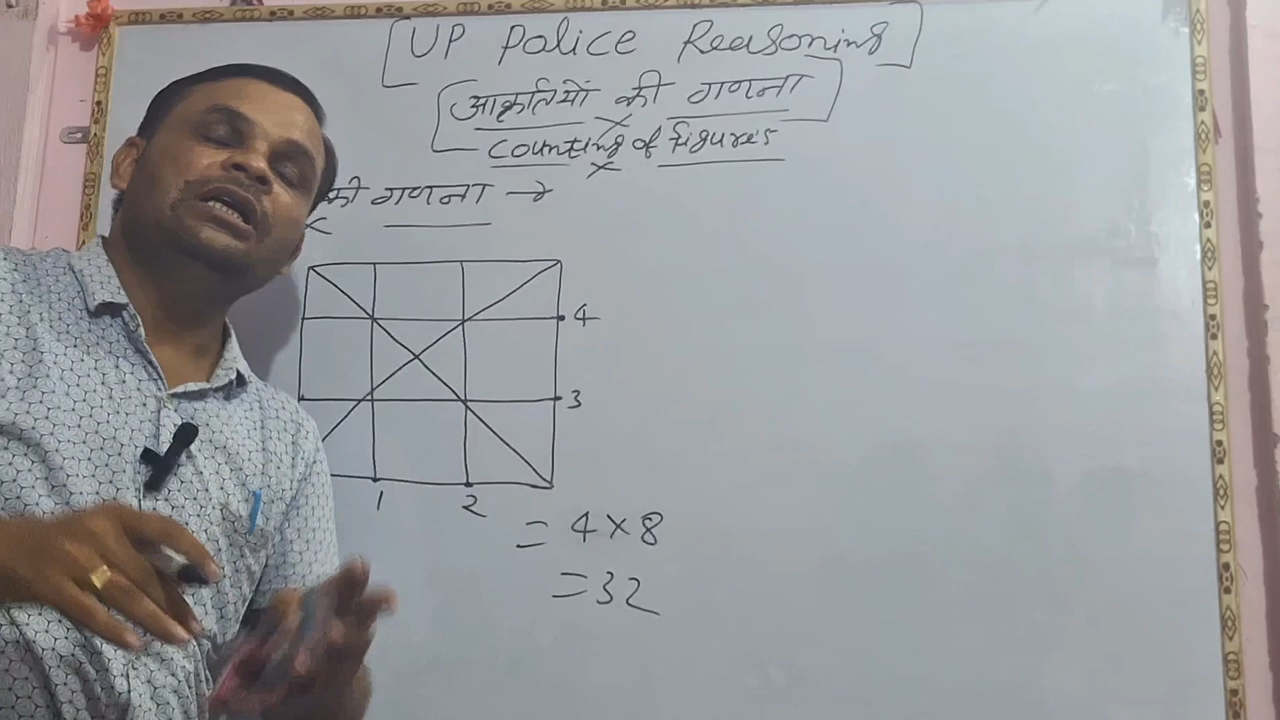 UP Police Reasoning
आकृतियों की गणना
counting of figures
की गणना →
4
3
1 2
= 4 × 8
= 32